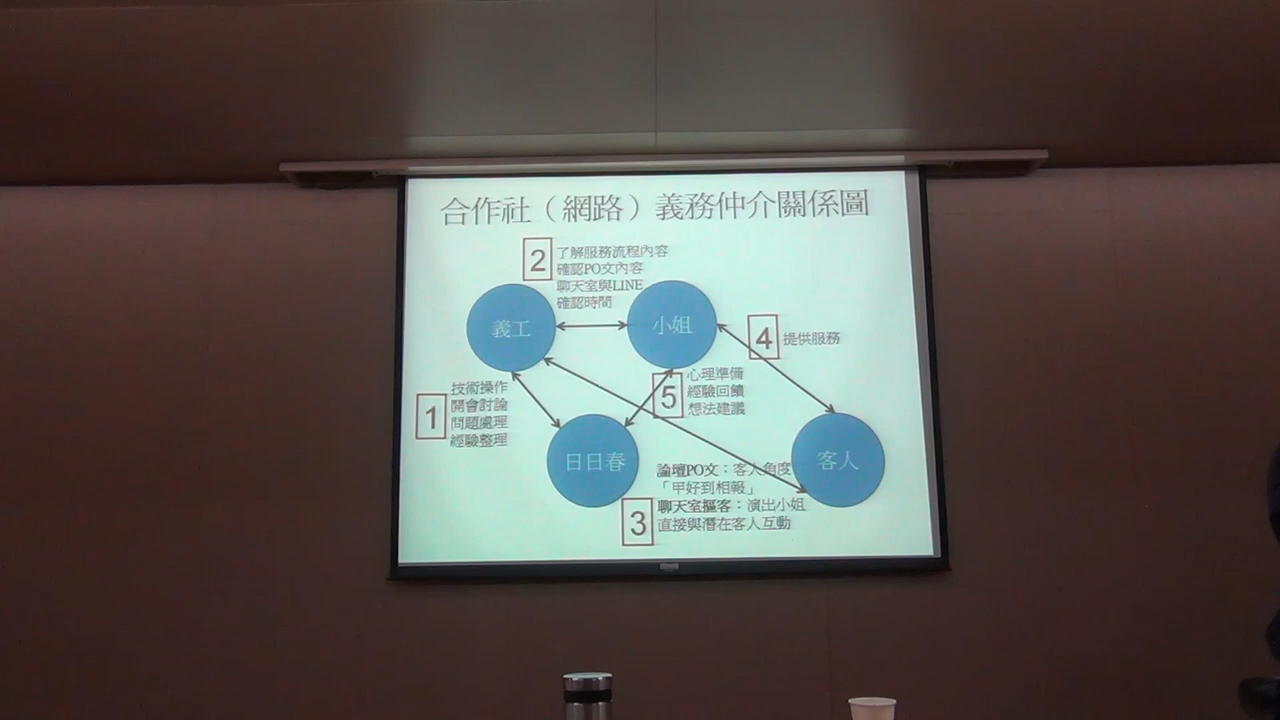 合作社（網路）義務仲介關係圖
2
了解服務流程內容
確認PO文內容
聊天室與LINE
確認時間
義工
小姐
4
提供服務
1
技術操作
開會討論
問題處理
經驗整理
5
心理準備
經驗回饋
想法建議
日日春
客人
3
論壇PO文：客人角度
「甲好到相報」
聊天室摳客：演出小姐
直接與潛在客人互動